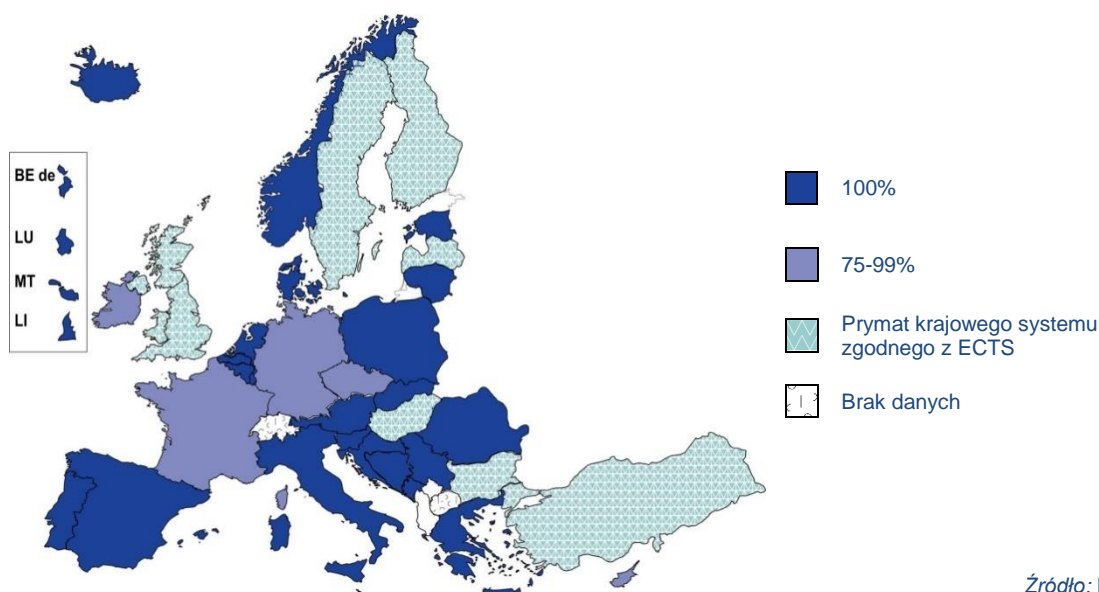 BE de
LU
MT
LI
100%
75-99%
Prymat krajowego systemu
zgodnego z ECTS
Brak danych
Źródło: